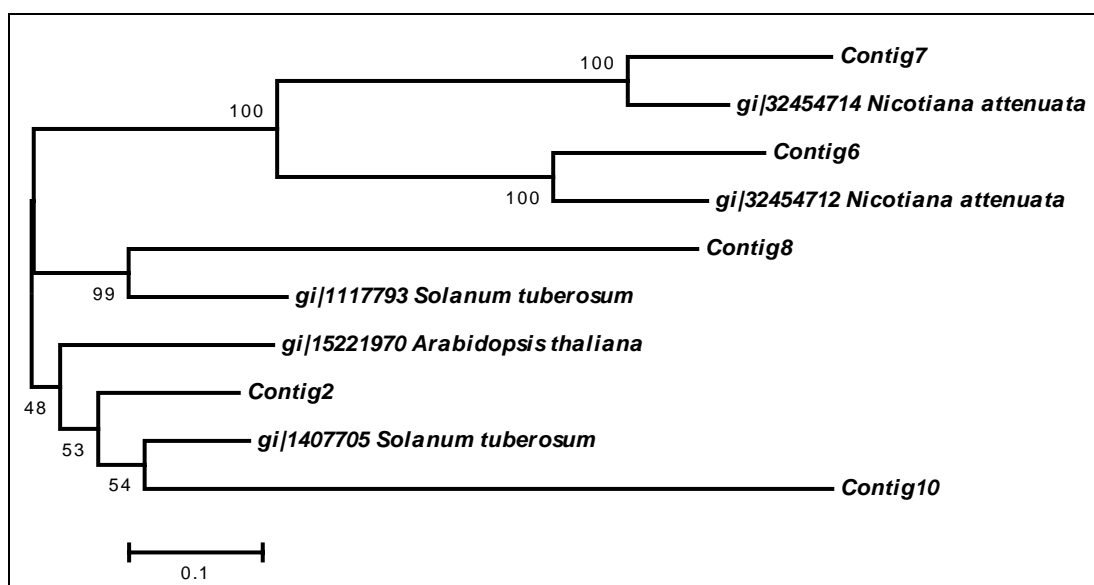 100
Contig7
gi|32454714 Nicotiana attenuata
100
Contig6
100
gi|32454712 Nicotiana attenuata
Contig8
99
gi|1117793 Solanum tuberosum
gi|15221970 Arabidopsis thaliana
Contig2
48
gi|1407705 Solanum tuberosum
53
54
Contig10
0.1